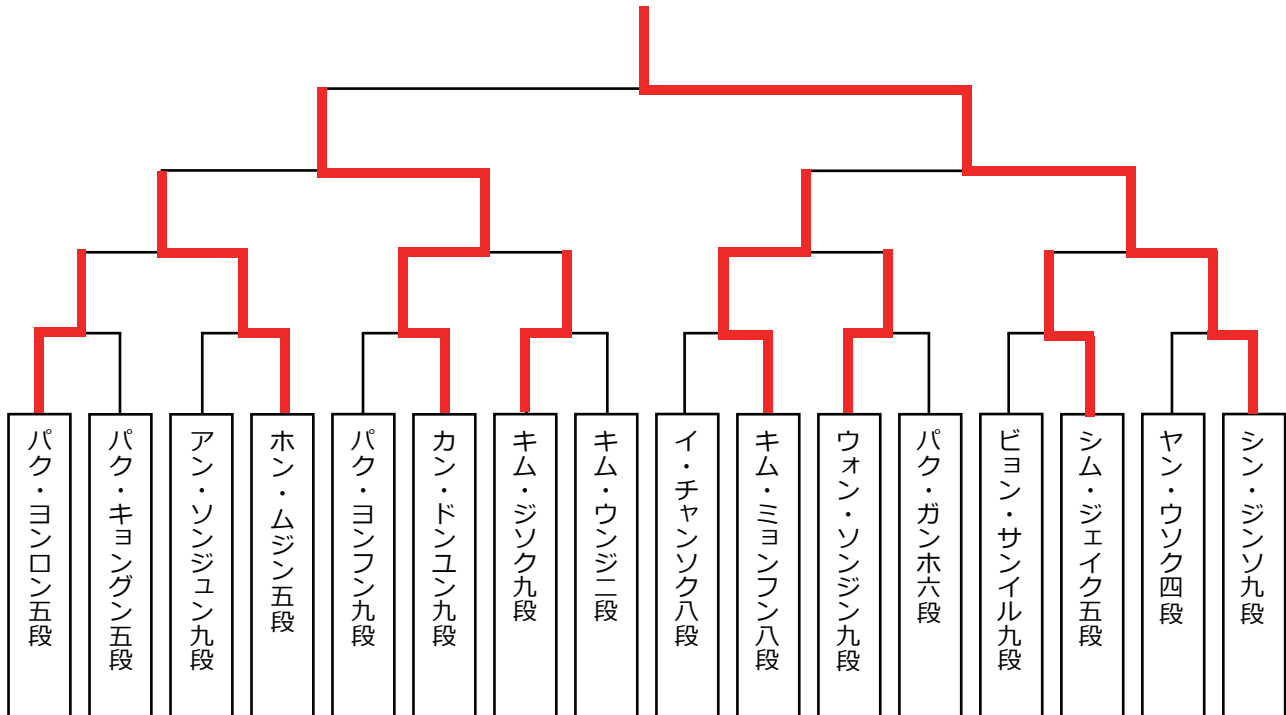 パク・ヨンロン五段
パク・キョングン五段
アン・ソンジュン九段
ホン・ムジン五段
パク・ヨンフン九段
カン・ドンユン九段
キム・ジソク九段
キム・ウンジ二段
イ・チャンソク八段
キム・ミョンフン八段
ウォン・ソンジン九段
パク・ガンホ六段
ビョン・サンイル九段
シム・ジェイク五段
ヤン・ウソク四段
シン・ジンソ九段